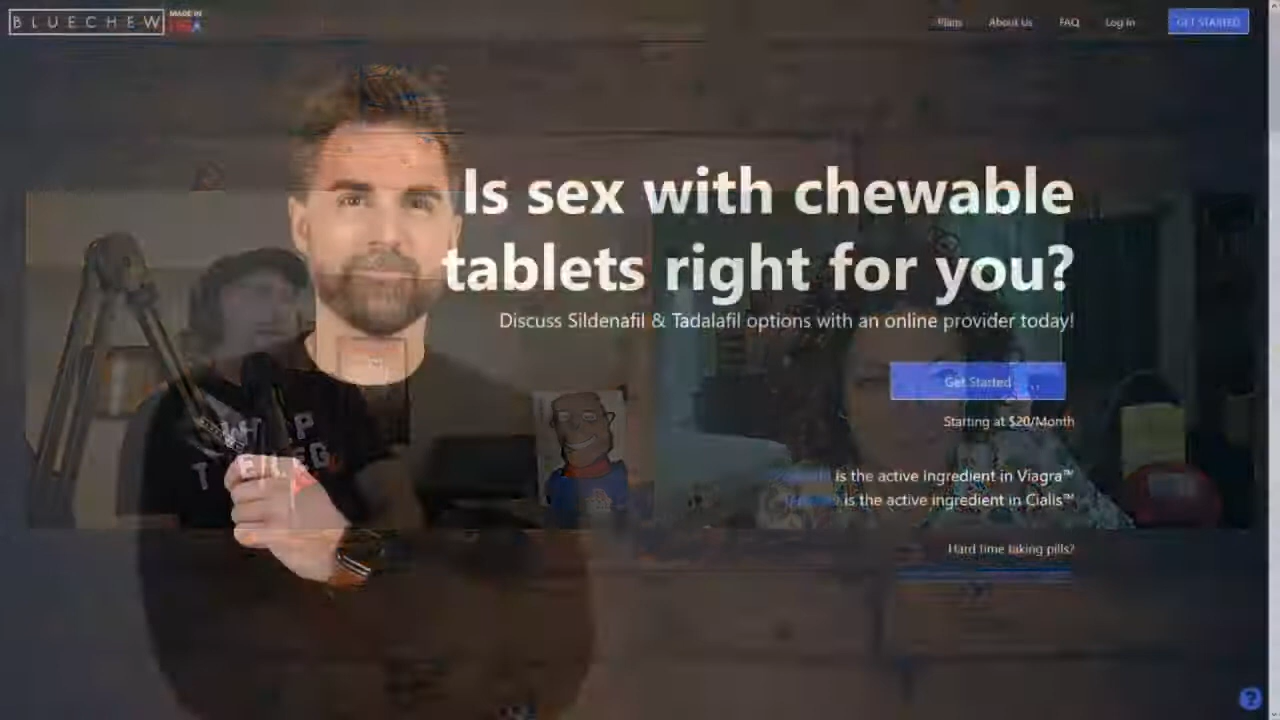 BLUECHEW
MADE IN
USA
Plans
About Us
FAQ
Log In
GET STARTED
Is sex with chewable
tablets right for you?
Discuss Sildenafil & Tadalafil options with an online provider today!
Get Started
Starting at $20/Month
is the active ingredient in Viagra™
is the active ingredient in Cialis™
Hard time taking pills?
?